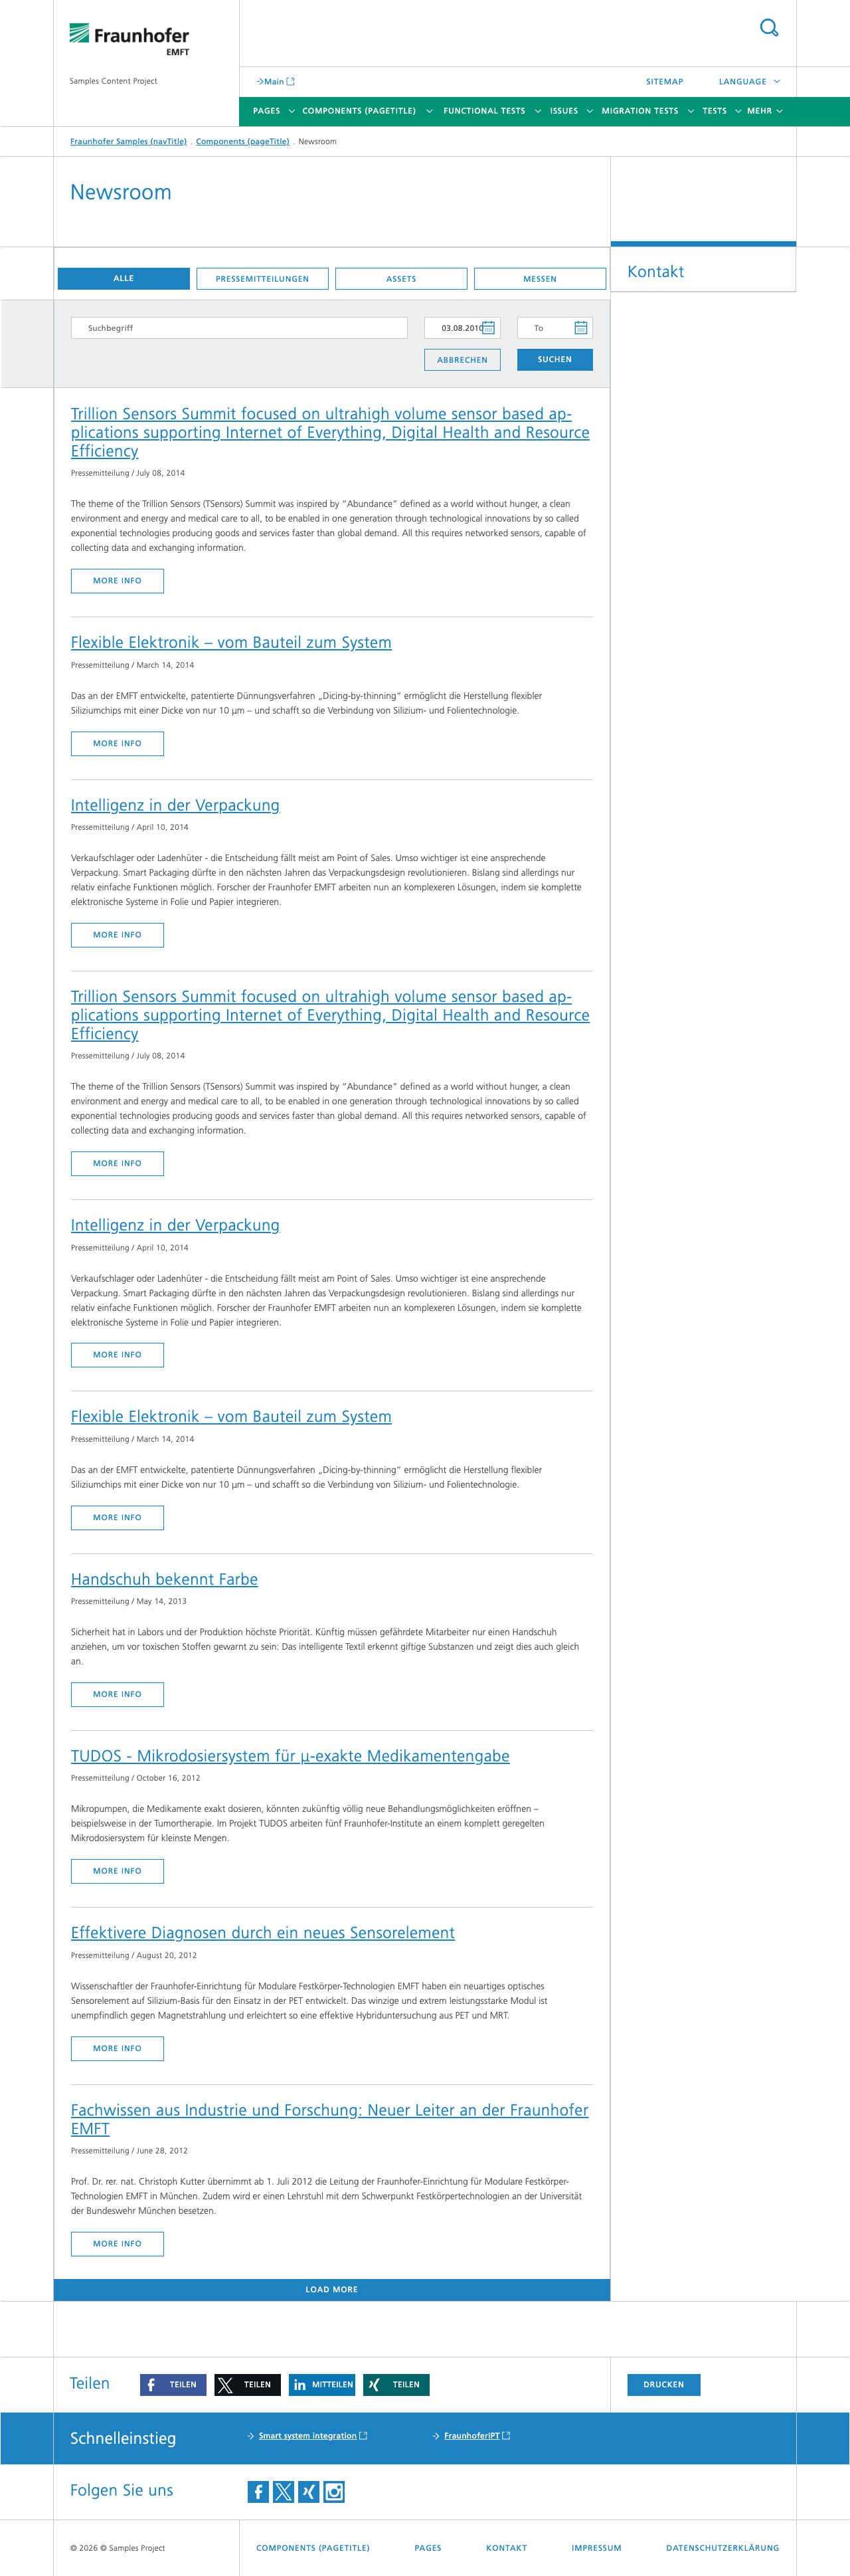 Fraunhofer
EMFT
Samples Content Project
Main
SITEMAP
LANGUAGE
PAGES
COMPONENTS (PAGETITLE)
FUNCTIONAL TESTS
ISSUES
MIGRATION TESTS
TESTS
MEHR
Fraunhofer Samples (navTitle) . Components (pageTitle) . Newsroom
Newsroom
Kontakt
ALLE
PRESSEMITTEILUNGEN
ASSETS
MESSEN
Suchbegriff
03.08.2010
To
ABBRECHEN
SUCHEN
Trillion Sensors Summit focused on ultrahigh volume sensor based ap-
plications supporting Internet of Everything, Digital Health and Resource
Efficiency
Pressemitteilung / July 08, 2014
The theme of the Trillion Sensors (TSensors) Summit was inspired by “Abundance” defined as a world without hunger, a clean
environment and energy and medical care to all, to be enabled in one generation through technological innovations by so called
exponential technologies producing goods and services faster than global demand. All this requires networked sensors, capable of
collecting data and exchanging information.
MORE INFO
Flexible Elektronik – vom Bauteil zum System
Pressemitteilung / March 14, 2014
Das an der EMFT entwickelte, patentierte Dünnungsverfahren „Dicing-by-thinning“ ermöglicht die Herstellung flexibler
Siliziumchips mit einer Dicke von nur 10 µm – und schafft so die Verbindung von Silizium- und Folientechnologie.
MORE INFO
Intelligenz in der Verpackung
Pressemitteilung / April 10, 2014
Verkaufschlager oder Ladenhüter - die Entscheidung fällt meist am Point of Sales. Umso wichtiger ist eine ansprechende
Verpackung. Smart Packaging dürfte in den nächsten Jahren das Verpackungsdesign revolutionieren. Bislang sind allerdings nur
relativ einfache Funktionen möglich. Forscher der Fraunhofer EMFT arbeiten nun an komplexeren Lösungen, indem sie komplette
elektronische Systeme in Folie und Papier integrieren.
MORE INFO
Trillion Sensors Summit focused on ultrahigh volume sensor based ap-
plications supporting Internet of Everything, Digital Health and Resource
Efficiency
Pressemitteilung / July 08, 2014
The theme of the Trillion Sensors (TSensors) Summit was inspired by “Abundance” defined as a world without hunger, a clean
environment and energy and medical care to all, to be enabled in one generation through technological innovations by so called
exponential technologies producing goods and services faster than global demand. All this requires networked sensors, capable of
collecting data and exchanging information.
MORE INFO
Intelligenz in der Verpackung
Pressemitteilung / April 10, 2014
Verkaufschlager oder Ladenhüter - die Entscheidung fällt meist am Point of Sales. Umso wichtiger ist eine ansprechende
Verpackung. Smart Packaging dürfte in den nächsten Jahren das Verpackungsdesign revolutionieren. Bislang sind allerdings nur
relativ einfache Funktionen möglich. Forscher der Fraunhofer EMFT arbeiten nun an komplexeren Lösungen, indem sie komplette
elektronische Systeme in Folie und Papier integrieren.
MORE INFO
Flexible Elektronik – vom Bauteil zum System
Pressemitteilung / March 14, 2014
Das an der EMFT entwickelte, patentierte Dünnungsverfahren „Dicing-by-thinning“ ermöglicht die Herstellung flexibler
Siliziumchips mit einer Dicke von nur 10 µm – und schafft so die Verbindung von Silizium- und Folientechnologie.
MORE INFO
Handschuh bekennt Farbe
Pressemitteilung / May 14, 2013
Sicherheit hat in Labors und der Produktion höchste Priorität. Künftig müssen gefährdete Mitarbeiter nur einen Handschuh
anziehen, um vor toxischen Stoffen gewarnt zu sein: Das intelligente Textil erkennt giftige Substanzen und zeigt dies auch gleich
an.
MORE INFO
TUDOS - Mikrodosiersystem für µ-exakte Medikamentengabe
Pressemitteilung / October 16, 2012
Mikropumpen, die Medikamente exakt dosieren, könnten zukünftig völlig neue Behandlungsmöglichkeiten eröffnen –
beispielsweise in der Tumortherapie. Im Projekt TUDOS arbeiten fünf Fraunhofer-Institute an einem komplett geregelten
Mikrodosiersystem für kleinste Mengen.
MORE INFO
Effektivere Diagnosen durch ein neues Sensorelement
Pressemitteilung / August 20, 2012
Wissenschaftler der Fraunhofer-Einrichtung für Modulare Festkörper-Technologien EMFT haben ein neuartiges optisches
Sensorelement auf Silizium-Basis für den Einsatz in der PET entwickelt. Das winzige und extrem leistungsstarke Modul ist
unempfindlich gegen Magnetstrahlung und erleichtert so eine effektive Hybriduntersuchung aus PET und MRT.
MORE INFO
Fachwissen aus Industrie und Forschung: Neuer Leiter an der Fraunhofer
EMFT
Pressemitteilung / June 28, 2012
Prof. Dr. rer. nat. Christoph Kutter übernimmt ab 1. Juli 2012 die Leitung der Fraunhofer-Einrichtung für Modulare Festkörper-
Technologien EMFT in München. Zudem wird er einen Lehrstuhl mit dem Schwerpunkt Festkörpertechnologien an der Universität
der Bundeswehr München besetzen.
MORE INFO
LOAD MORE
Teilen
TEILEN
TEILEN
MITTEILEN
TEILEN
DRUCKEN
Schnelleinstieg
Smart system integration
FraunhoferIPT
Folgen Sie uns
© 2026 © Samples Project
COMPONENTS (PAGETITLE)
PAGES
KONTAKT
IMPRESSUM
DATENSCHUTZERKLÄRUNG